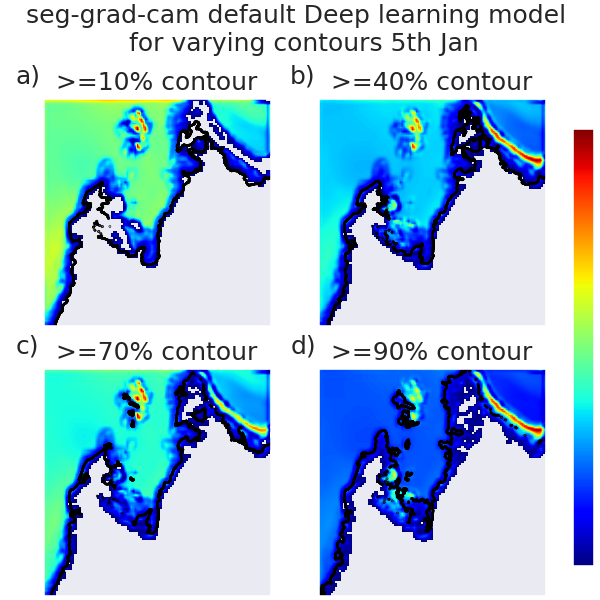 seg-grad-cam default Deep learning model
for varying contours 5th Jan
a) >=10% contour
b) >=40% contour
c) >=70% contour
d) >=90% contour